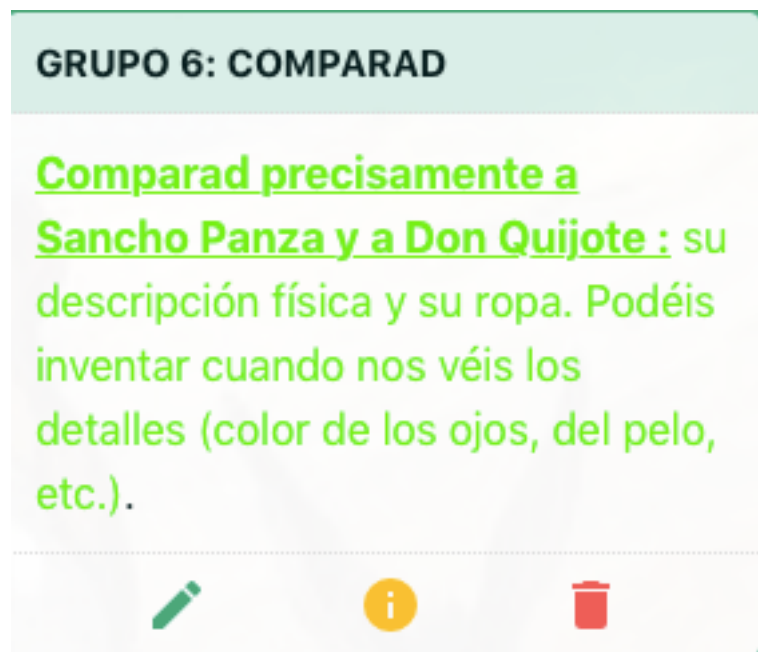 GRUPO 6: COMPARAD
Comparad precisamente a
Sancho Panza y a Don Quijote : su
descripción física y su ropa. Podéis
inventar cuando nos véis los
detalles (color de los ojos, del pelo,
etc.).